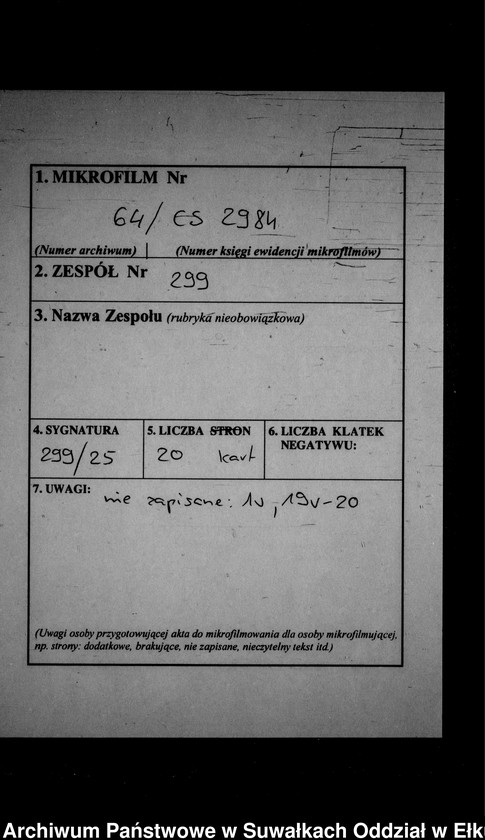 1. MIKROFILM Nr
64/ ES 2984
(Numer archiwum) (Numer księgi ewidencji mikrofilmów)
2. ZESPÓŁ Nr 299
3. Nazwa Zespołu (rubryka nieobowiązkowa)
4. SYGNATURA
299/25
5. LICZBA STRON
20 kart
6. LICZBA KLATEK
NEGATYWU:
7. UWAGI: nie zapisane: 1v, 19v-20
(Uwagi osoby przygotowującej akta do mikrofilmowania dla osoby mikrofilmującej,
np. strony: dodatkowe, brakujące, nie zapisane, nieczytelny tekst itd.)
Archiwum Państwowe w Suwałkach Oddział w Ełk